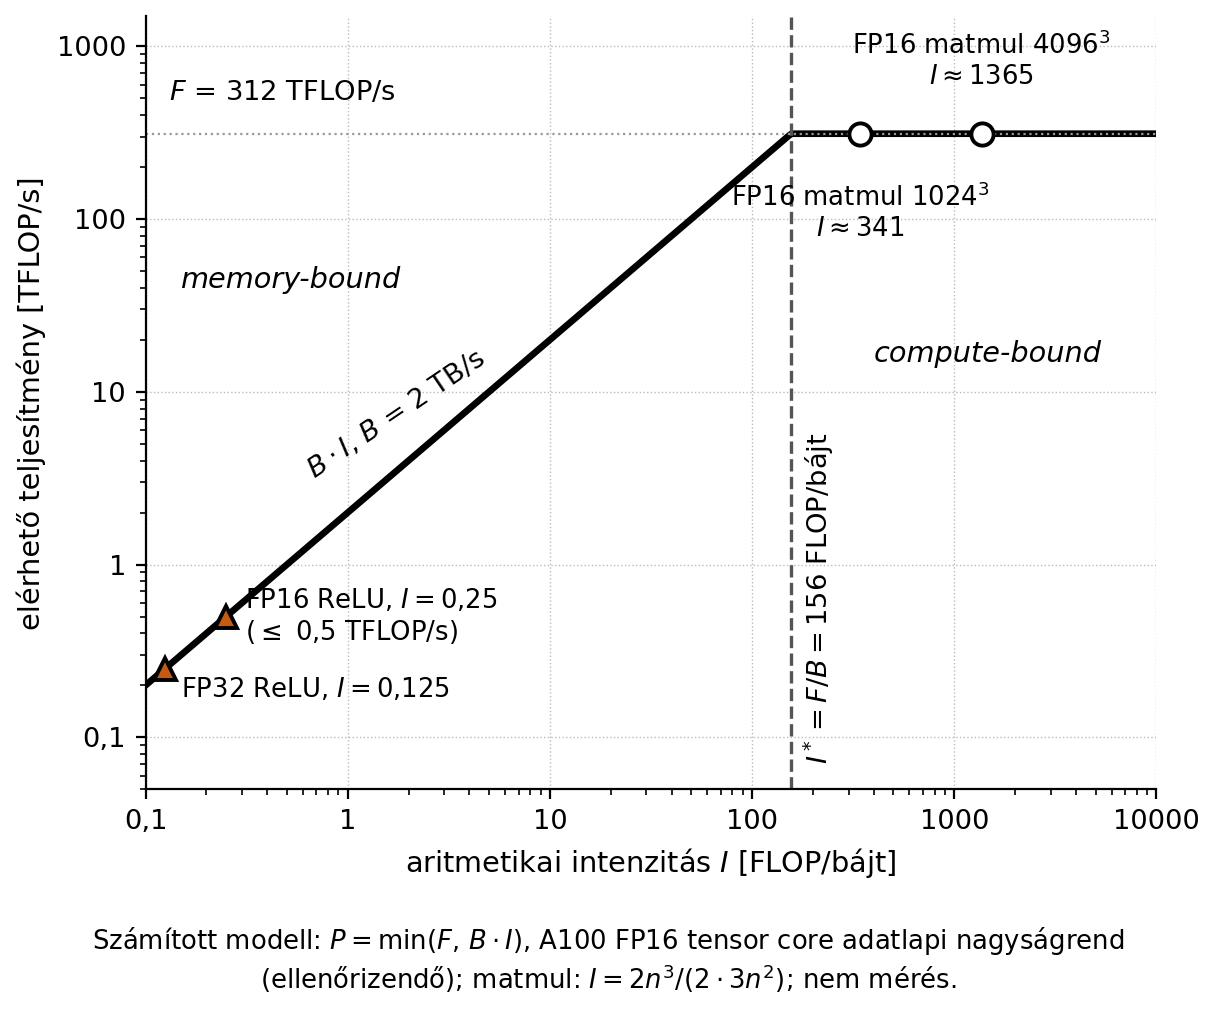 elérhető teljesítmény [TFLOP/s]
1000
100
10
1
0,1
F = 312 TFLOP/s
FP16 matmul 4096³
I ≈ 1365
FP16 matmul 1024³
I ≈ 341
memory-bound
compute-bound
B · I, B = 2 TB/s
I* = F/B = 156 FLOP/bájt
FP16 ReLU, I = 0,25
(≤ 0,5 TFLOP/s)
FP32 ReLU, I = 0,125
0,1
1
10
100
1000
10000
aritmetikai intenzitás I [FLOP/bájt]
Számított modell: P = min(F, B · I), A100 FP16 tensor core adatlapi nagyságrend
(ellenőrizendő); matmul: I = 2n³/(2 · 3n²); nem mérés.